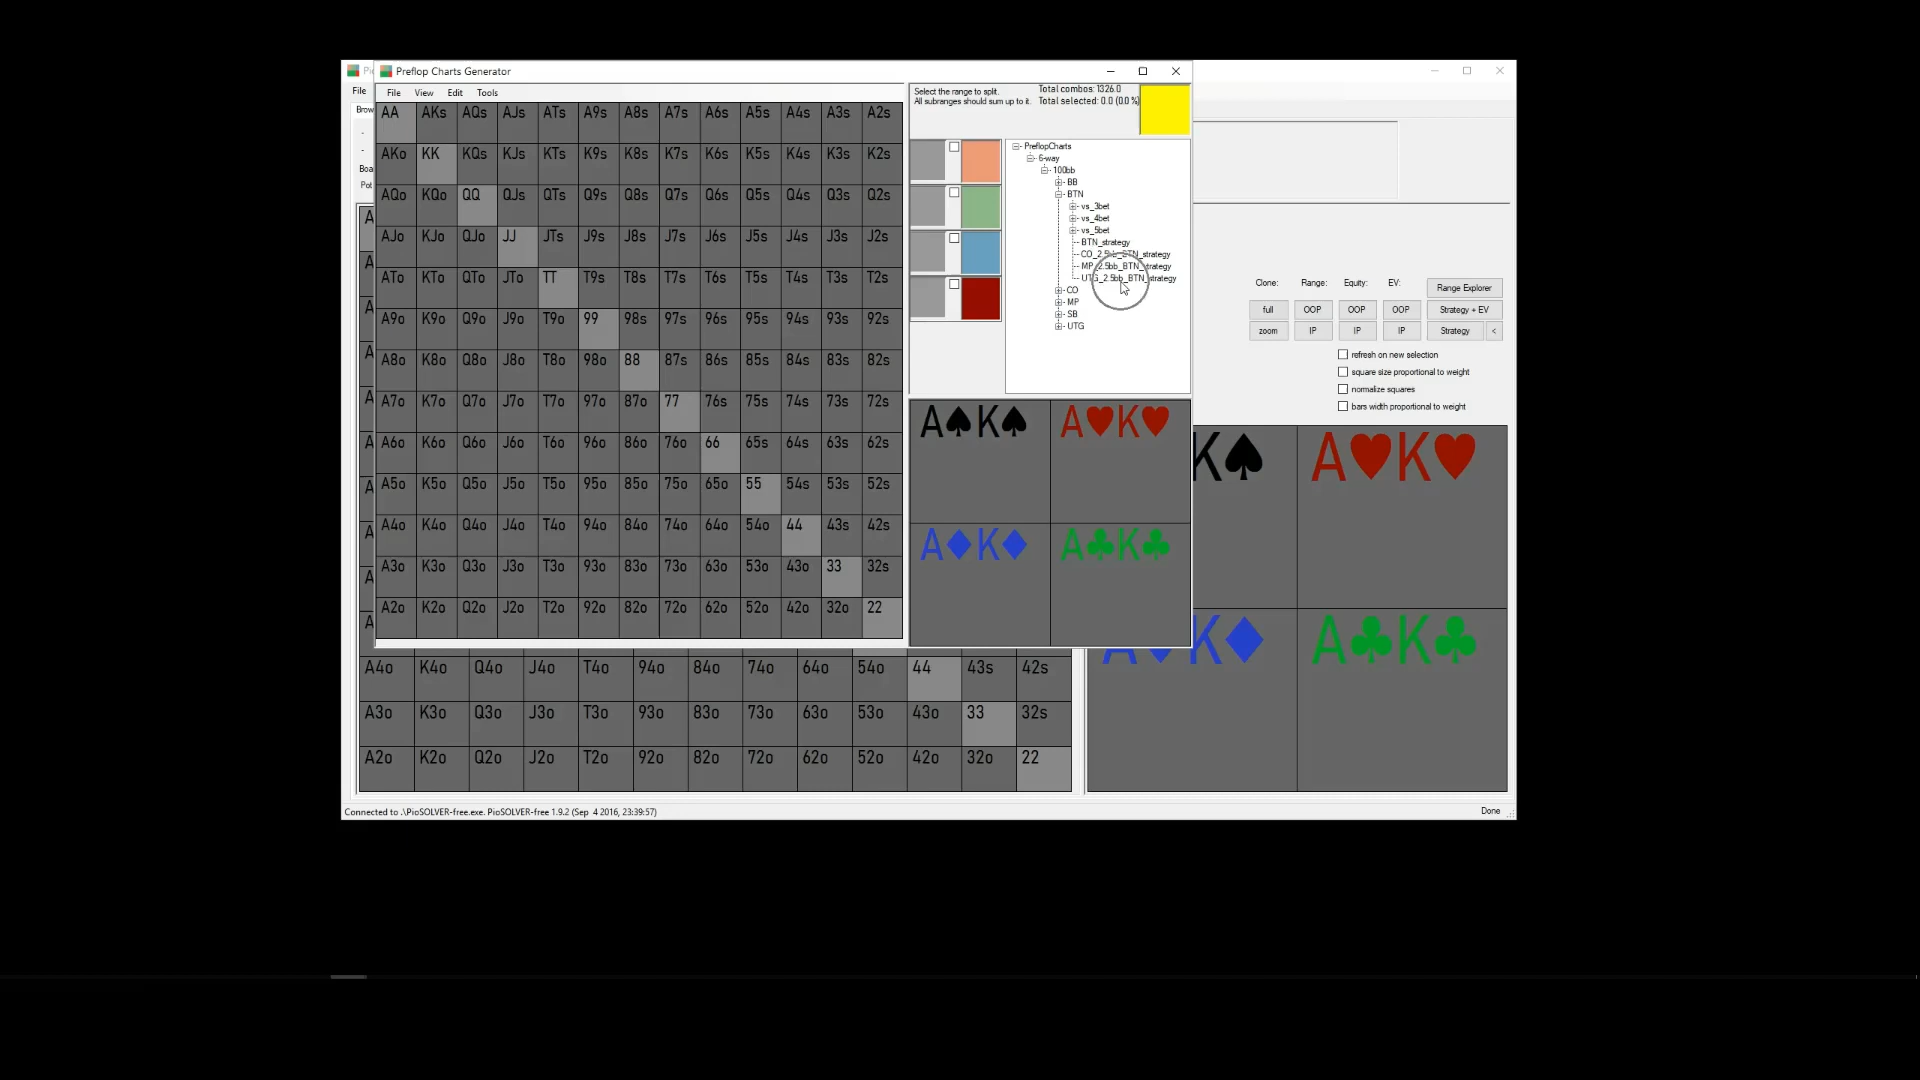 Preflop Charts Generator
File
File View Edit Tools
Brow
Boa
Pot
Select the range to split.
All subranges should sum up to it.
Total combos: 1326.0
Total selected: 0.0 (0.0 %)
AA AKs AQs AJs ATs A9s A8s A7s A6s A5s A4s A3s A2s
AKo KK KQs KJs KTs K9s K8s K7s K6s K5s K4s K3s K2s
AQo KQo QQ QJs QTs Q9s Q8s Q7s Q6s Q5s Q4s Q3s Q2s
AJo KJo QJo JJ JTs J9s J8s J7s J6s J5s J4s J3s J2s
ATo KTo QTo JTo TT T9s T8s T7s T6s T5s T4s T3s T2s
A9o K9o Q9o J9o T9o 99 98s 97s 96s 95s 94s 93s 92s
A8o K8o Q8o J8o T8o 98o 88 87s 86s 85s 84s 83s 82s
A7o K7o Q7o J7o T7o 97o 87o 77 76s 75s 74s 73s 72s
A6o K6o Q6o J6o T6o 96o 86o 76o 66 65s 64s 63s 62s
A5o K5o Q5o J5o T5o 95o 85o 75o 65o 55 54s 53s 52s
A4o K4o Q4o J4o T4o 94o 84o 74o 64o 54o 44 43s 42s
A3o K3o Q3o J3o T3o 93o 83o 73o 63o 53o 43o 33 32s
A2o K2o Q2o J2o T2o 92o 82o 72o 62o 52o 42o 32o 22
PreflopCharts
6-way
100bb
BB
BTN
vs_3bet
vs_4bet
vs_5bet
BTN_strategy
CO_2.5bb_BTN_strategy
MP_2.5bb_BTN_strategy
UTG_2.5bb_BTN_strategy
CO
MP
SB
UTG
A♠K♠ A♥K♥
A♦K♦ A♣K♣
Clone: Range: Equity: EV: Range Explorer
full OOP OOP OOP Strategy + EV
zoom IP IP IP Strategy <
refresh on new selection
square size proportional to weight
normalize squares
bars width proportional to weight
K♠ A♥K♥
A♦K♦ A♣K♣
A4o K4o Q4o J4o T4o 94o 84o 74o 64o 54o 44 43s 42s
A3o K3o Q3o J3o T3o 93o 83o 73o 63o 53o 43o 33 32s
A2o K2o Q2o J2o T2o 92o 82o 72o 62o 52o 42o 32o 22
Connected to .\PioSOLVER-free.exe. PioSOLVER-free 1.9.2 (Sep 4 2016, 23:39:57)
Done